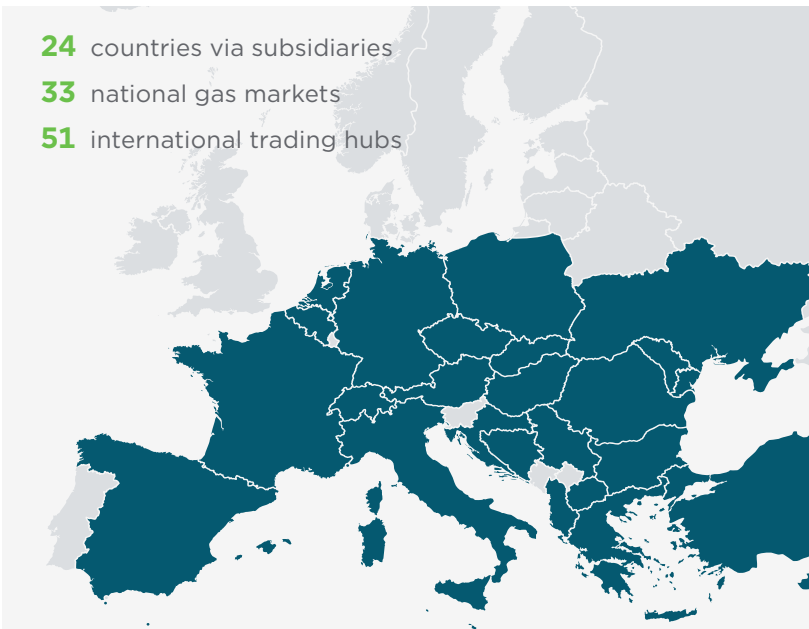 24 countries via subsidiaries
33 national gas markets
51 international trading hubs